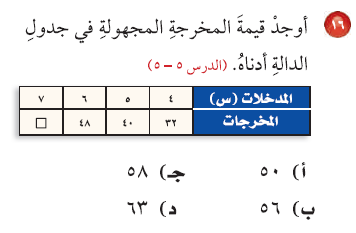 ١٦ أوجدْ قيمةَ المخرجةِ المجهولةِ في جدولِ
الدالةِ أدناهُ. (الدرس ٥ – ٥)
المدخلات (س) ٤ ٥ ٦ ٧
المخرجات ٣٢ ٤٠ ٤٨ □
أ) ٥٠ جـ) ٥٨
ب) ٥٦ د) ٦٣